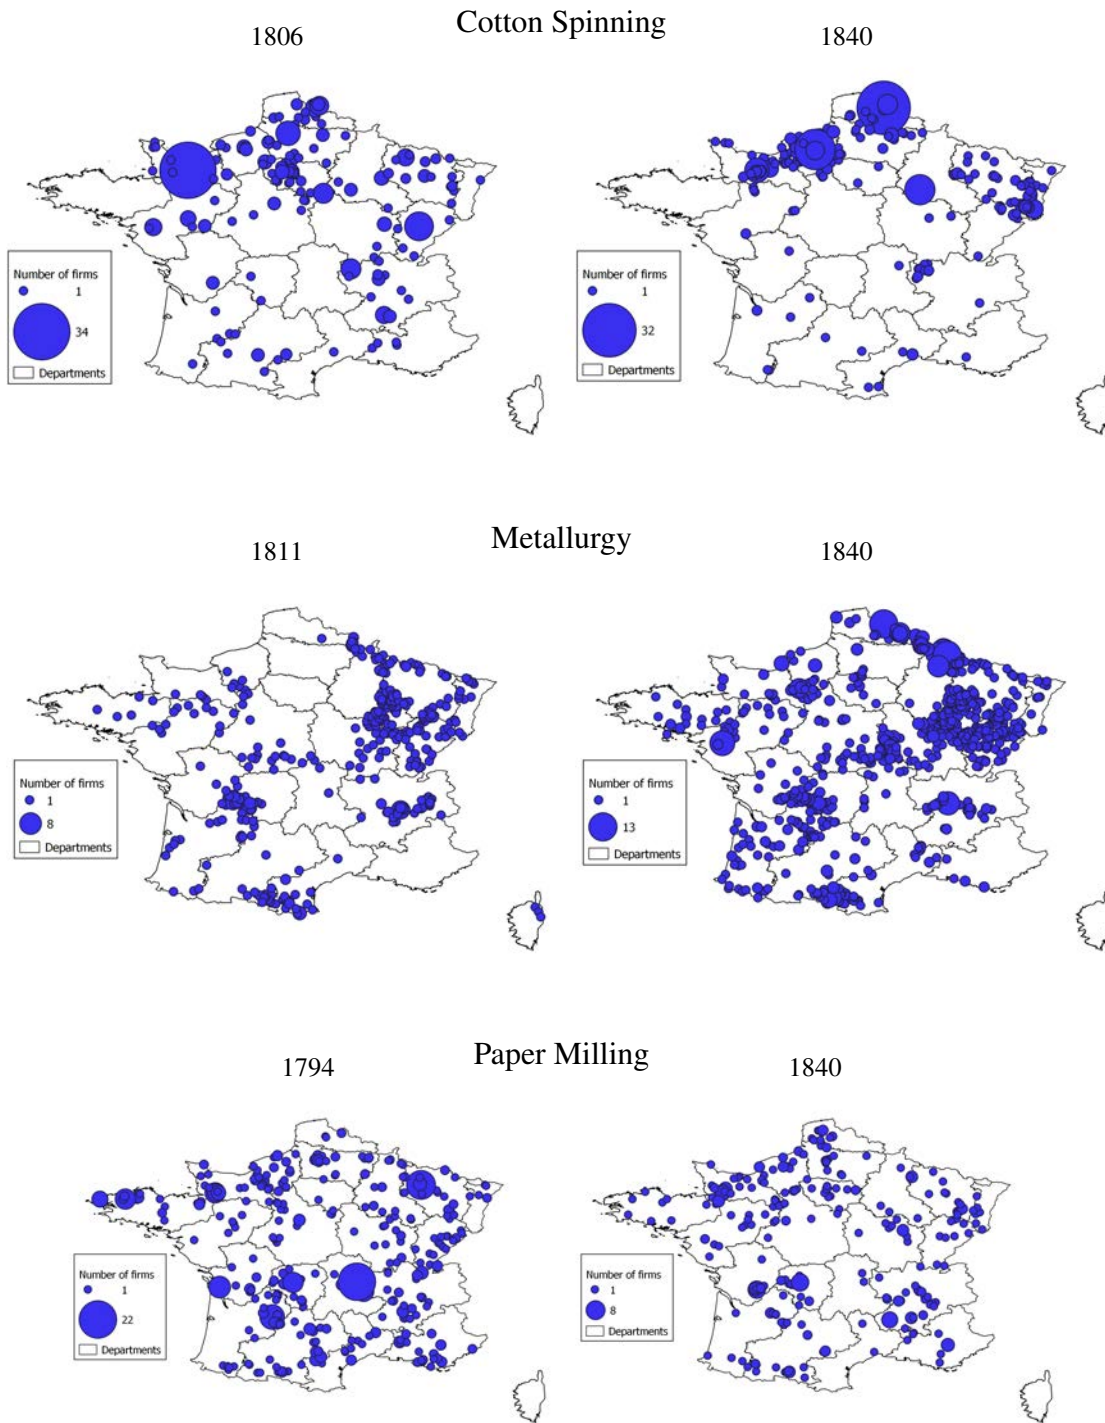 Cotton Spinning
1806
1840
Number of firms
1
34
Departments
Number of firms
1
32
Departments
Metallurgy
1811
1840
Number of firms
1
8
Departments
Number of firms
1
13
Departments
Paper Milling
1794
1840
Number of firms
1
22
Departments
Number of firms
1
8
Departments